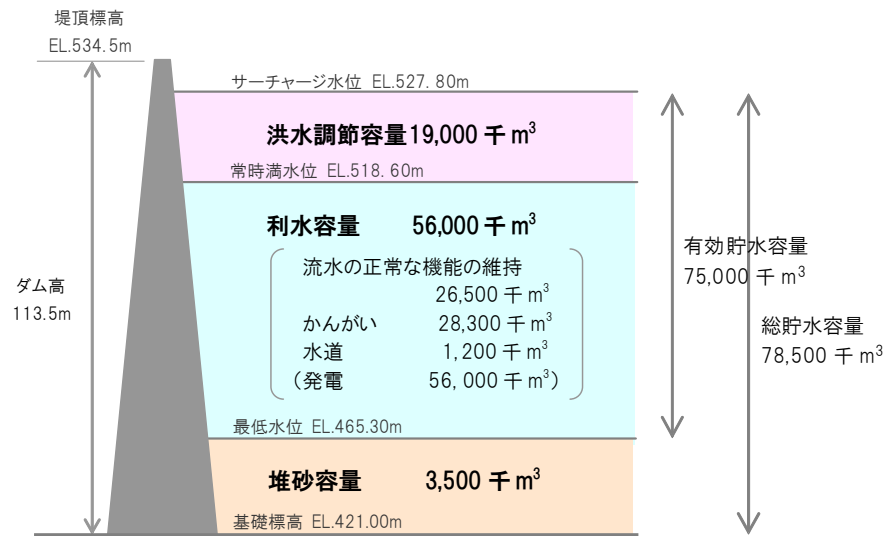 堤頂標高
EL.534.5m
サーチャージ水位 EL.527.80m
洪水調節容量19,000 千 m³
常時満水位 EL.518.60m
利水容量 56,000 千 m³
流水の正常な機能の維持
26,500 千 m³
かんがい 28,300 千 m³
水道 1,200 千 m³
（発電 56,000 千 m³）
最低水位 EL.465.30m
堆砂容量 3,500 千 m³
基礎標高 EL.421.00m
ダム高
113.5m
有効貯水容量
75,000 千 m³
総貯水容量
78,500 千 m³